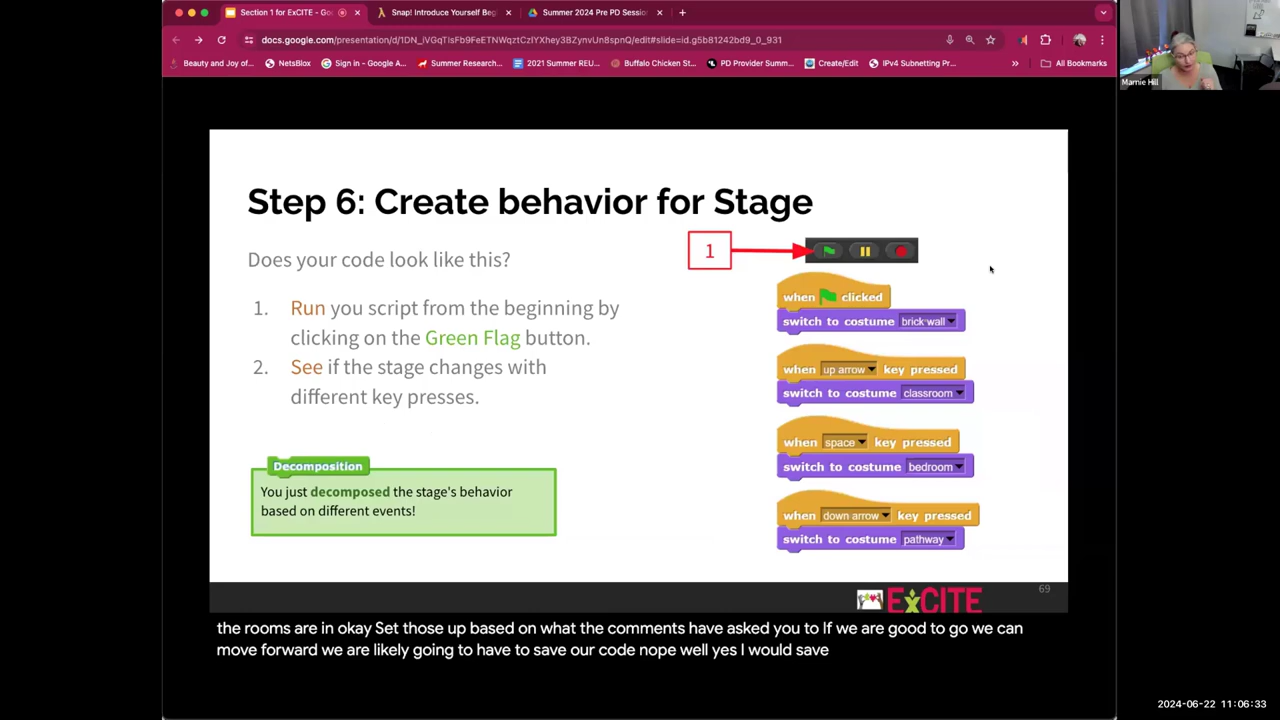 Section 1 for ExCITE - Go
Snap! Introduce Yourself Beg
Summer 2024 Pre PD Sessio
docs.google.com/presentation/d/1DN_iVGqTlsFb9FeETNWqztCzlYXhey3BZynvUn8spnQ/edit#slide=id.g5b81242bd9_0_931
Beauty and Joy of...
NetsBlox
Sign in - Google A...
Summer Research...
2021 Summer REU...
Buffalo Chicken St...
PD Provider Summ...
Create/Edit
IPv4 Subnetting Pr...
»
All Bookmarks
Marnie Hill
Step 6: Create behavior for Stage
Does your code look like this?
1. Run you script from the beginning by
clicking on the Green Flag button.
2. See if the stage changes with
different key presses.
Decomposition
You just decomposed the stage's behavior
based on different events!
1
when clicked
switch to costume brick wall
when up arrow key pressed
switch to costume classroom
when space key pressed
switch to costume bedroom
when down arrow key pressed
switch to costume pathway
ExCITE
69
the rooms are in okay Set those up based on what the comments have asked you to If we are good to go we can
move forward we are likely going to have to save our code nope well yes I would save
2024-06-22 11:06:33